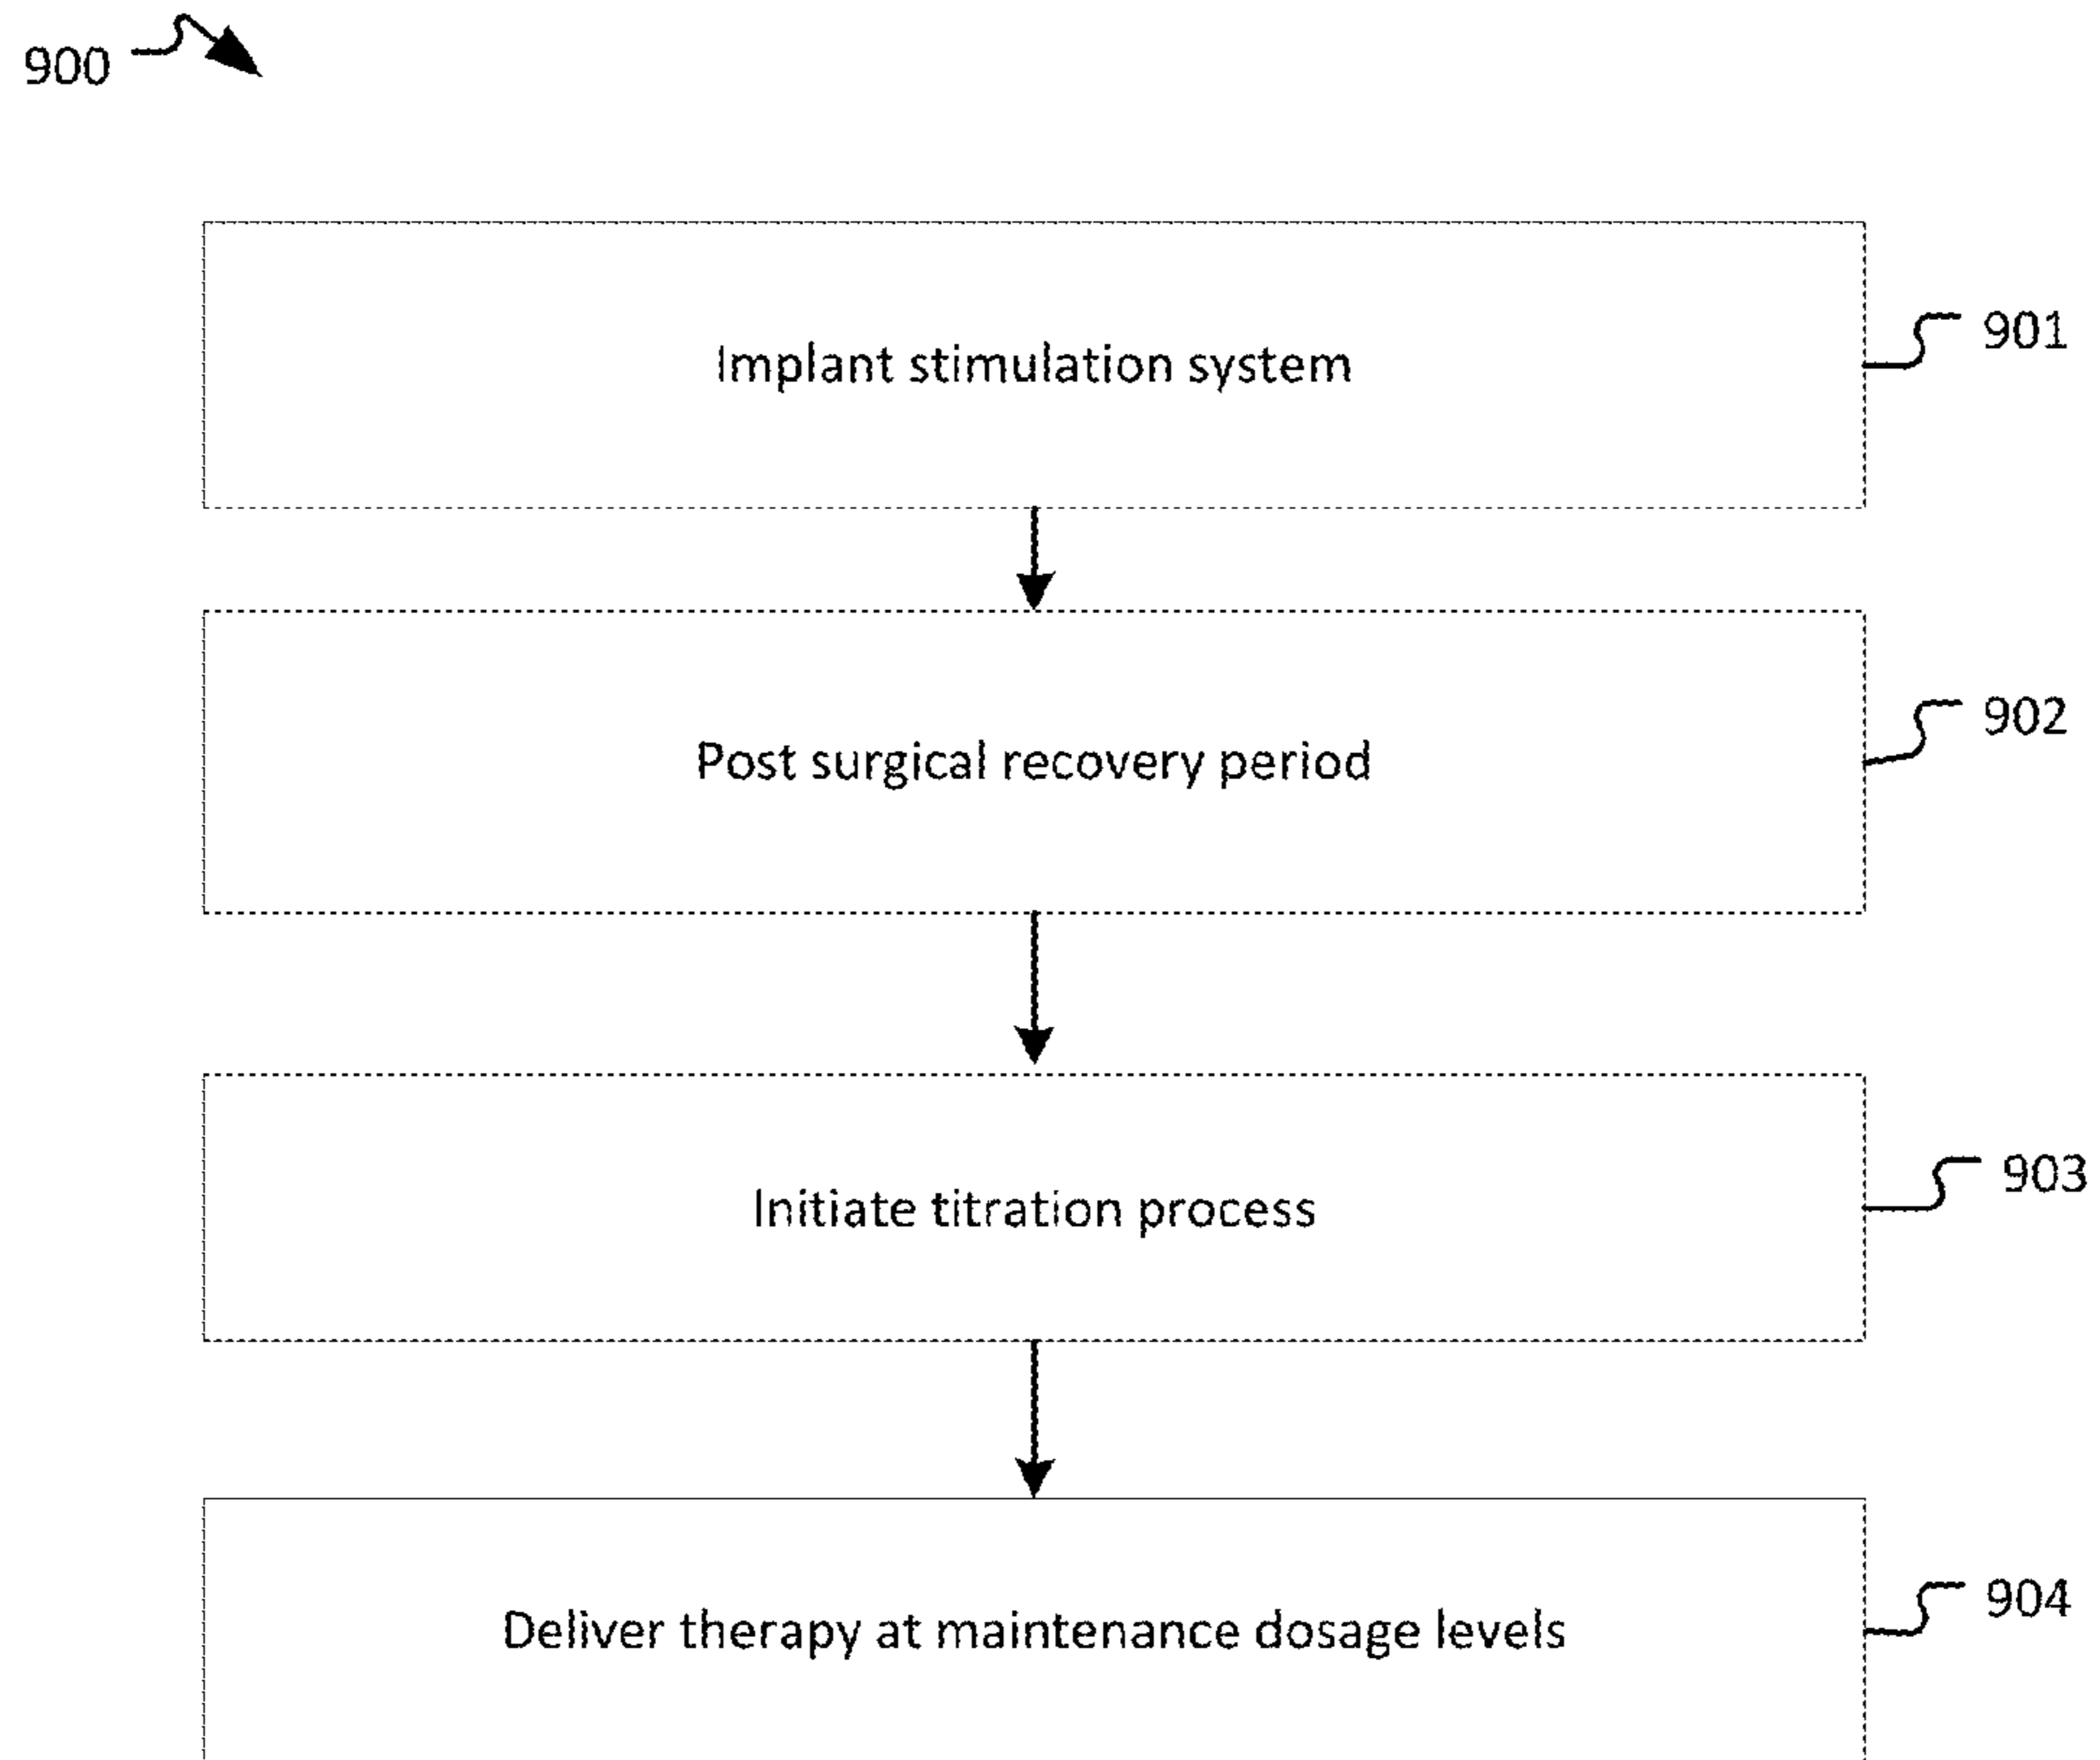 900
Implant stimulation system
901
Post surgical recovery period
902
Initiate titration process
903
Deliver therapy at maintenance dosage levels
904